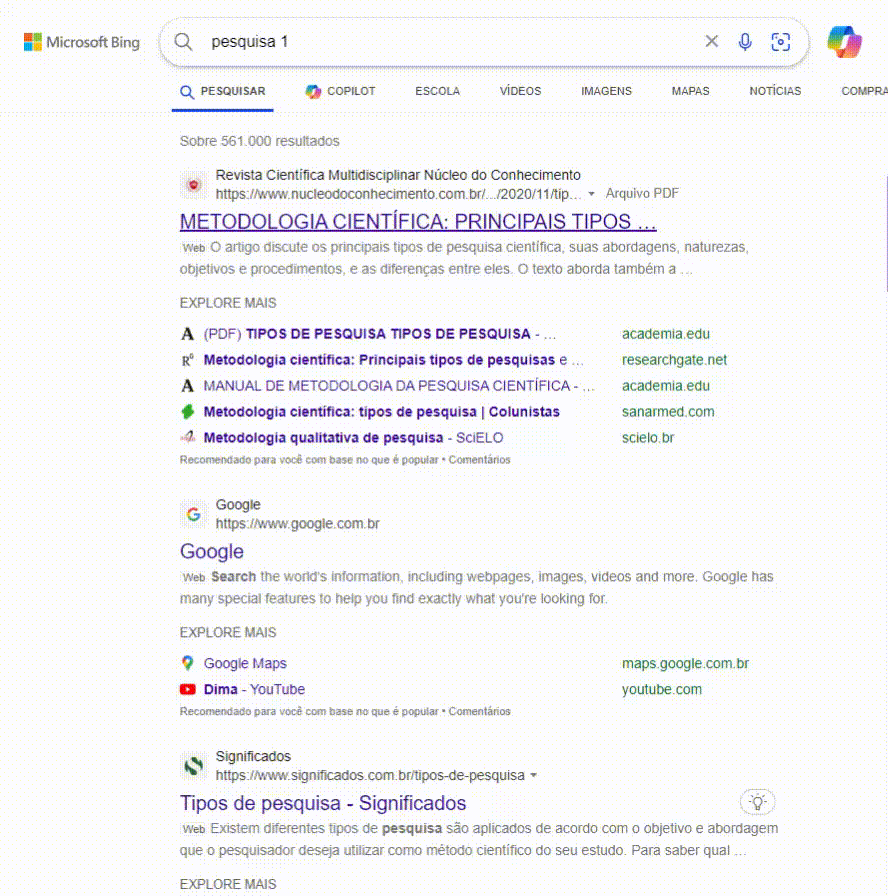 Microsoft Bing
pesquisa 1
PESQUISAR COPILOT ESCOLA VÍDEOS IMAGENS MAPAS NOTÍCIAS COMPRA
Sobre 561.000 resultados
Revista Científica Multidisciplinar Núcleo do Conhecimento
https://www.nucleodoconhecimento.com.br/.../2020/11/tip... Arquivo PDF
METODOLOGIA CIENTÍFICA: PRINCIPAIS TIPOS ...
Web O artigo discute os principais tipos de pesquisa científica, suas abordagens, naturezas,
objetivos e procedimentos, e as diferenças entre eles. O texto aborda também a ...
EXPLORE MAIS
(PDF) TIPOS DE PESQUISA TIPOS DE PESQUISA - ... academia.edu
Metodologia científica: Principais tipos de pesquisas e ... researchgate.net
MANUAL DE METODOLOGIA DA PESQUISA CIENTÍFICA - ... academia.edu
Metodologia científica: tipos de pesquisa | Colunistas sanarmed.com
Metodologia qualitativa de pesquisa - SciELO scielo.br
Recomendado para você com base no que é popular • Comentários
Google
https://www.google.com.br
Google
Web Search the world's information, including webpages, images, videos and more. Google has
many special features to help you find exactly what you're looking for.
EXPLORE MAIS
Google Maps maps.google.com.br
Dima - YouTube youtube.com
Recomendado para você com base no que é popular • Comentários
Significados
https://www.significados.com.br/tipos-de-pesquisa
Tipos de pesquisa - Significados
Web Existem diferentes tipos de pesquisa são aplicados de acordo com o objetivo e abordagem
que o pesquisador deseja utilizar como método científico do seu estudo. Para saber qual ...
EXPLORE MAIS